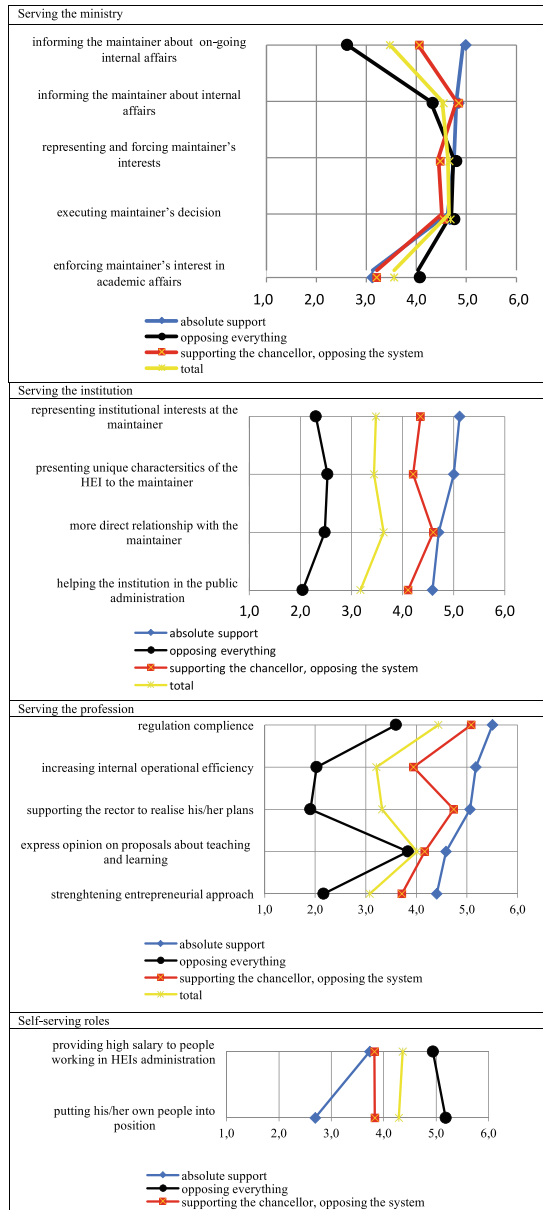 Serving the ministry
informing the maintainer about on-going
internal affairs
informing the maintainer about internal
affairs
representing and forcing maintainer's
interests
executing maintainer's decision
enforcing maintainer's interest in
academic affairs
1,0 2,0 3,0 4,0 5,0 6,0
absolute support
opposing everything
supporting the chancellor, opposing the system
total
Serving the institution
representing institutional interests at the
maintainer
presenting unique charactersitics of the
HEI to the maintainer
more direct relationship with the
maintainer
helping the institution in the public
administration
1,0 2,0 3,0 4,0 5,0 6,0
absolute support
opposing everything
supporting the chancellor, opposing the system
total
Serving the profession
regulation complience
increasing internal operational efficiency
supporting the rector to realise his/her plans
express opinion on proposals about teaching
and learning
strenghtening entrepreneurial approach
1,0 2,0 3,0 4,0 5,0 6,0
absolute support
opposing everything
supporting the chancellor, opposing the system
total
Self-serving roles
providing high salary to people
working in HEIs administration
putting his/her own people into
position
1,0 2,0 3,0 4,0 5,0 6,0
absolute support
opposing everything
supporting the chancellor, opposing the system